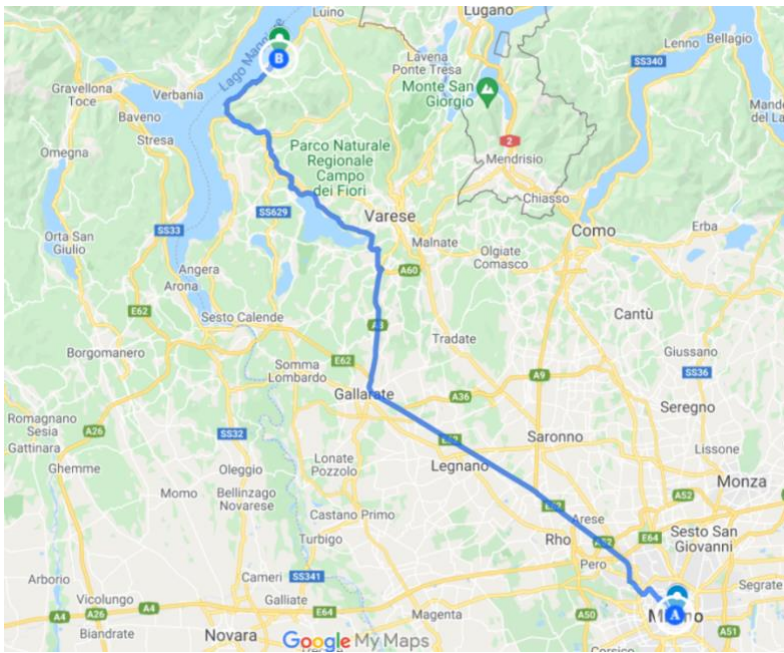 Luino
Lugano
Lago Maggiore
B
Lavena
Ponte Tresa
Lenno
Bellagio
SS340
Gravellona
Toce
Verbania
Baveno
Stresa
Monte San
Giorgio
Omegna
Parco Naturale
Regionale
Campo
dei Fiori
2
Mendrisio
Chiasso
SS629
Varese
Como
Erba
Orta San
Giulio
SS33
Malnate
Olgiate
Comasco
Angera
Arona
A60
E62
Sesto Calende
A8
Tradate
Cantù
Giussano
Borgomanero
Somma
Lombardo
E62
A9
SS36
Gallarate
A36
Seregno
Romagnano
Sesia
Gattinara
A26
SS32
Saronno
Lissone
Ghemme
Oleggio
Lonate
Pozzolo
Legnano
Monza
Momo
Bellinzago
Novarese
Castano Primo
Arese
A52
Sesto San
Giovanni
Turbigo
Rho
E64
Pero
Arborio
Cameri
SS341
Segrate
Vicolungo
A4
Galliate
E64
A4
A26
A50
A
Biandrate
Novara
Magenta
Corsico
A51
Google My Maps